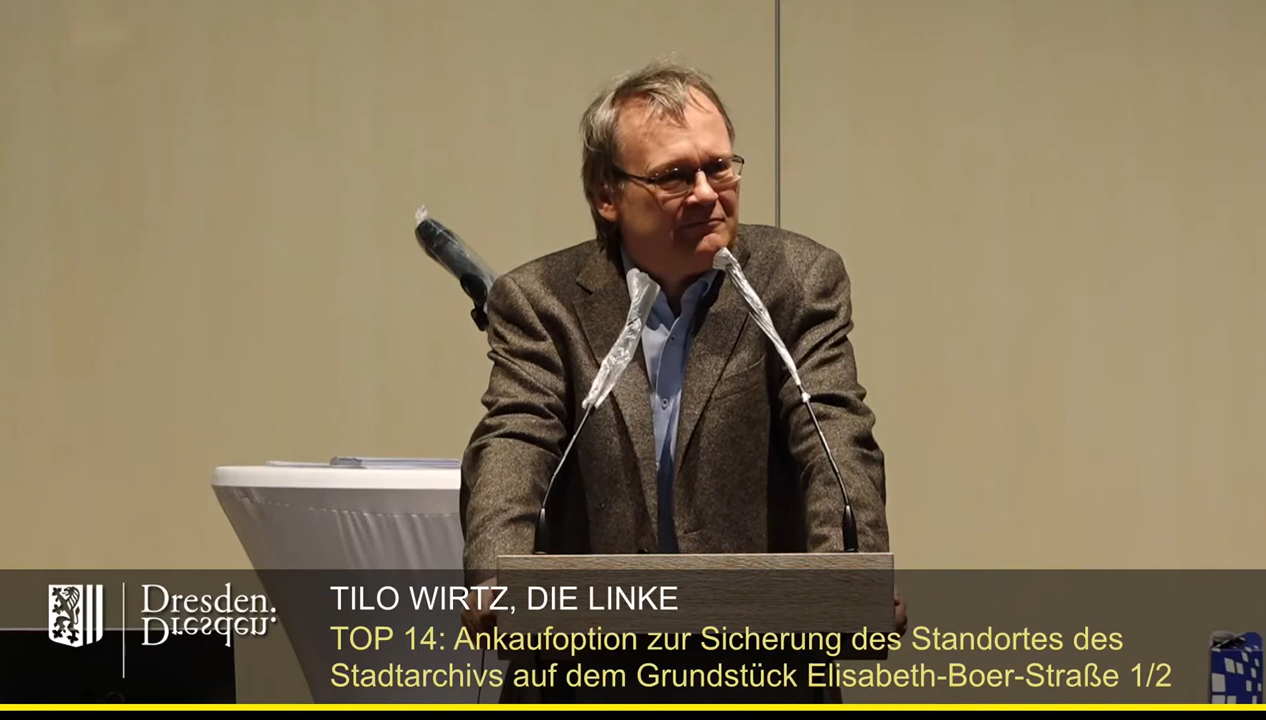 Dresden.
Dresden.
TILO WIRTZ, DIE LINKE
TOP 14: Ankaufoption zur Sicherung des Standortes des
Stadtarchivs auf dem Grundstück Elisabeth-Boer-Straße 1/2